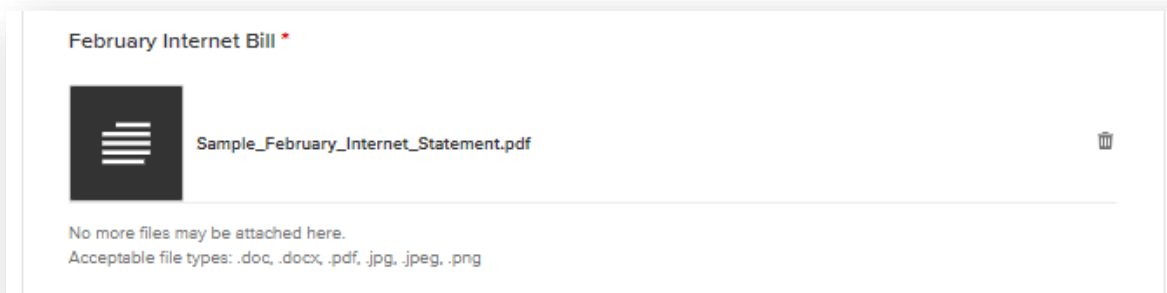 February Internet Bill *
Sample_February_Internet_Statement.pdf
No more files may be attached here.
Acceptable file types: .doc, .docx, .pdf, .jpg, .jpeg, .png